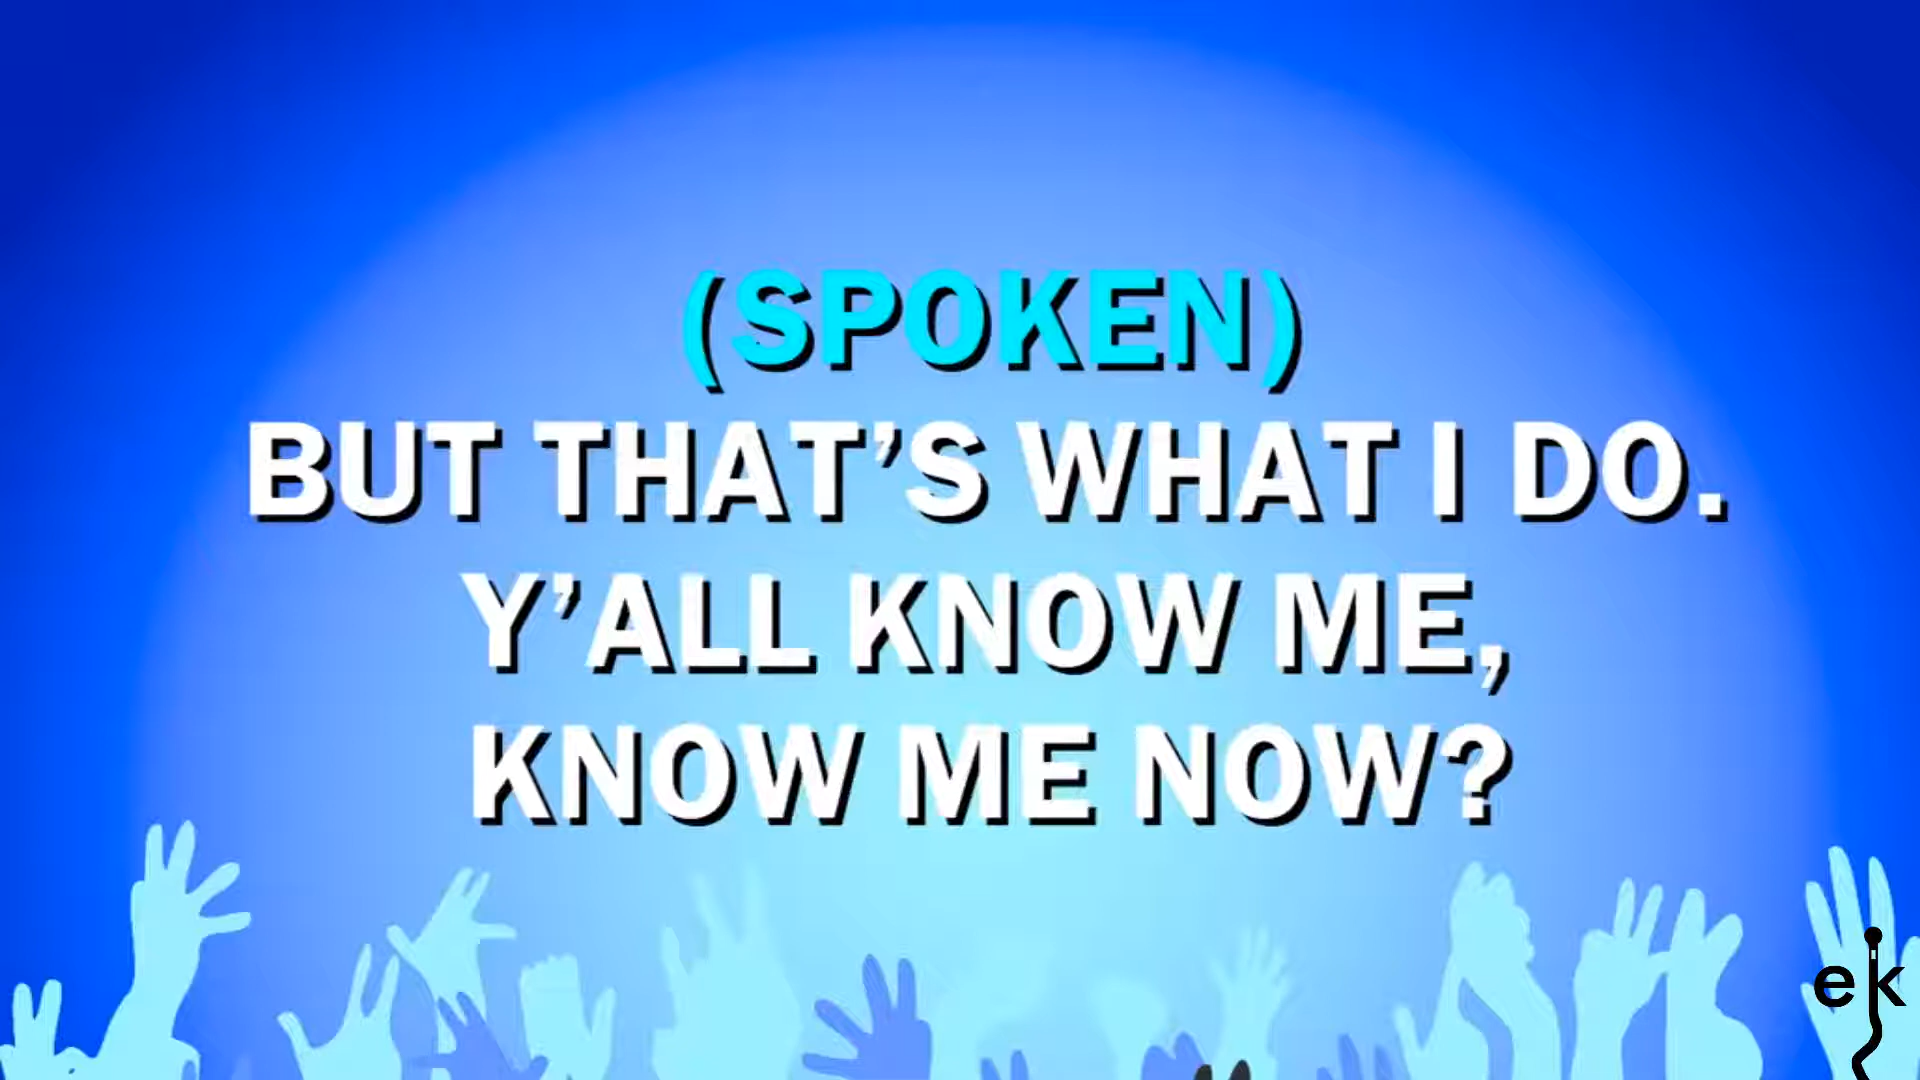 (SPOKEN)
BUT THAT’S WHAT I DO.
Y’ALL KNOW ME,
KNOW ME NOW?
ek